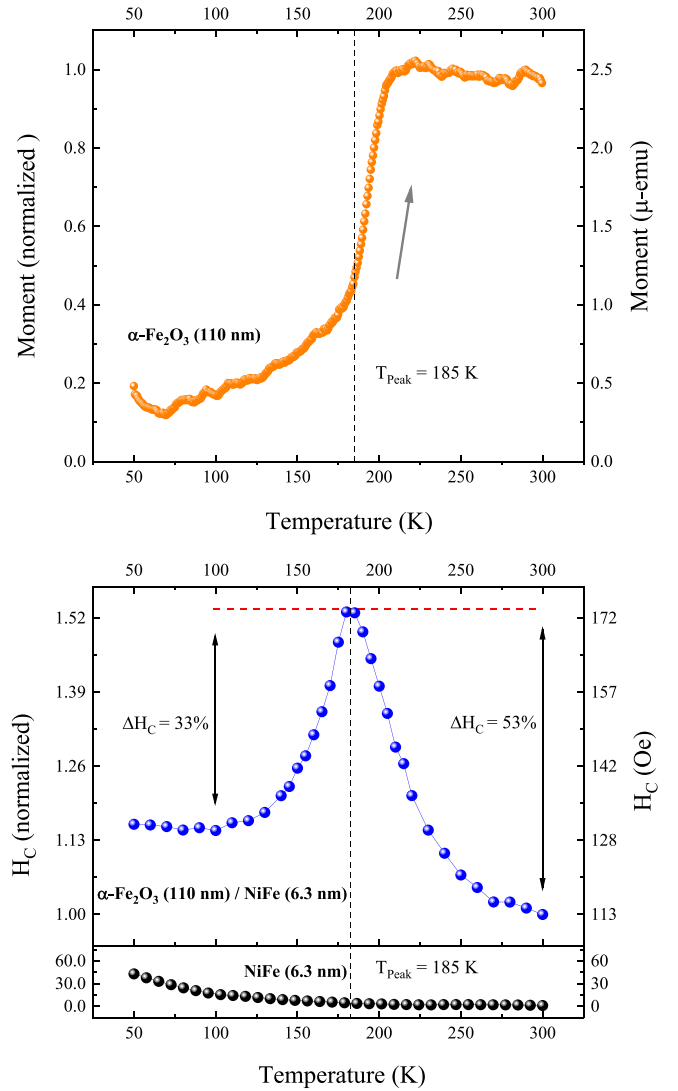 50 100 150 200 250 300
1.0 2.5
0.8 2.0
0.6 1.5
0.4 1.0
0.2 0.5
0.0 0.0
Moment (normalized )
Moment (μ-emu)
α-Fe2O3 (110 nm)
TPeak = 185 K
50 100 150 200 250 300
Temperature (K)
50 100 150 200 250 300
1.52 172
1.39 157
1.26 142
1.13 128
1.00 113
HC (normalized)
HC (Oe)
ΔHC = 33%
ΔHC = 53%
α-Fe2O3 (110 nm) / NiFe (6.3 nm)
NiFe (6.3 nm)
TPeak = 185 K
60.0 60
30.0 30
0.0 0
50 100 150 200 250 300
Temperature (K)